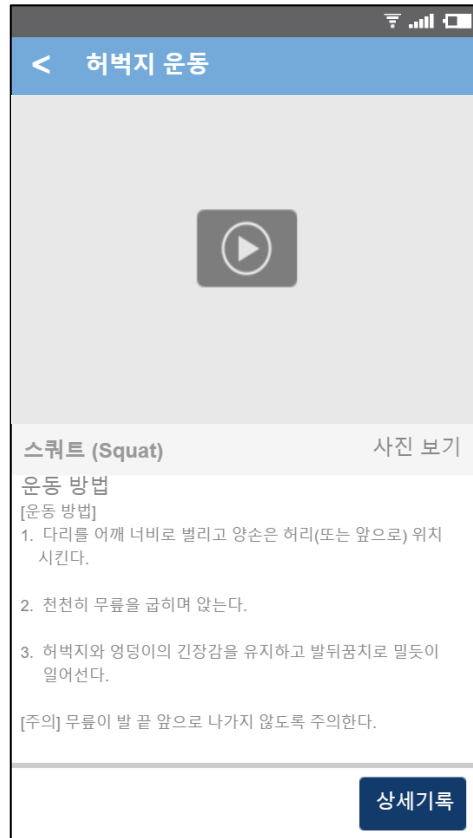 < 허벅지 운동
스쿼트 (Squat) 사진 보기
운동 방법
[운동 방법]
1. 다리를 어깨 너비로 벌리고 양손은 허리(또는 앞으로) 위치
시킨다.
2. 천천히 무릎을 굽히며 앉는다.
3. 허벅지와 엉덩이의 긴장감을 유지하고 발뒤꿈치로 밀듯이
일어선다.
[주의] 무릎이 발 끝 앞으로 나가지 않도록 주의한다.
상세기록